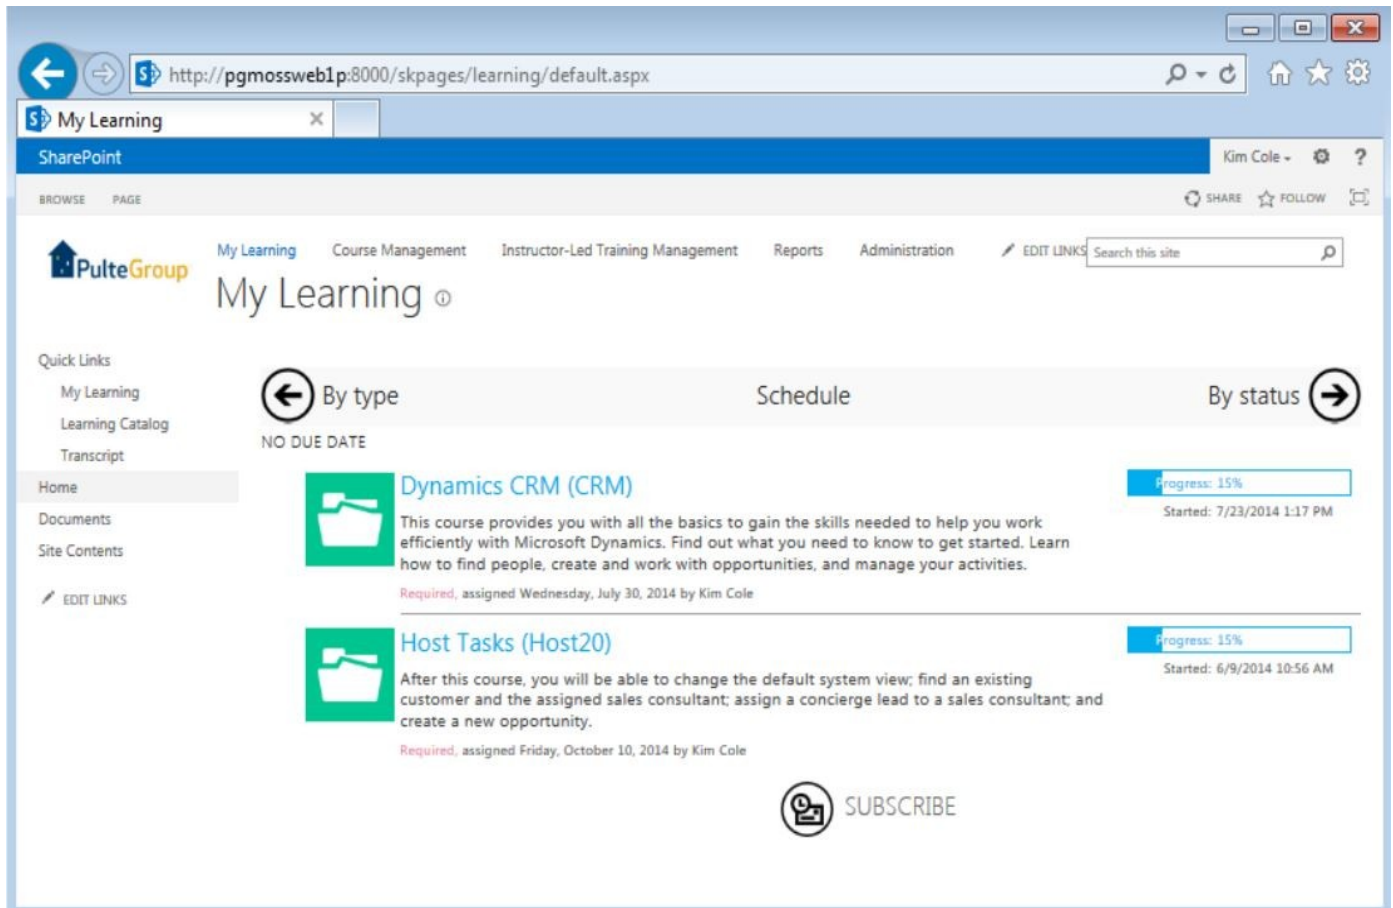 http://pgmossweb1p:8000/skpages/learning/default.aspx
My Learning
SharePoint
Kim Cole
?
BROWSE PAGE
SHARE FOLLOW
PulteGroup
My Learning Course Management Instructor-Led Training Management Reports Administration EDIT LINKS Search this site
My Learning
Quick Links
My Learning
Learning Catalog
Transcript
Home
Documents
Site Contents
EDIT LINKS
By type Schedule By status
NO DUE DATE
Dynamics CRM (CRM)
This course provides you with all the basics to gain the skills needed to help you work
efficiently with Microsoft Dynamics. Find out what you need to know to get started. Learn
how to find people, create and work with opportunities, and manage your activities.
Required, assigned Wednesday, July 30, 2014 by Kim Cole
Progress: 15%
Started: 7/23/2014 1:17 PM
Host Tasks (Host20)
After this course, you will be able to change the default system view; find an existing
customer and the assigned sales consultant; assign a concierge lead to a sales consultant; and
create a new opportunity.
Required, assigned Friday, October 10, 2014 by Kim Cole
Progress: 15%
Started: 6/9/2014 10:56 AM
SUBSCRIBE